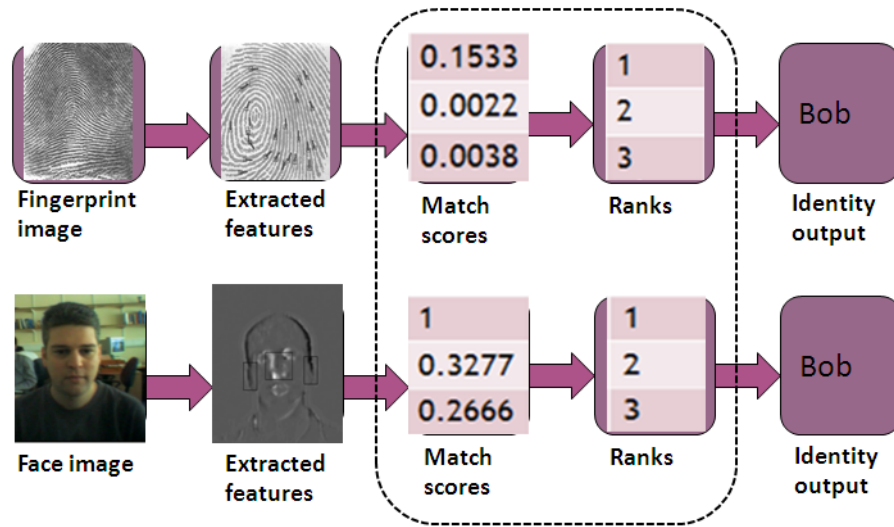 0.1533
0.0022
0.0038
1
2
3
Bob
Fingerprint
image
Extracted
features
Match
scores
Ranks
Identity
output
1
0.3277
0.2666
1
2
3
Bob
Face image
Extracted
features
Match
scores
Ranks
Identity
output